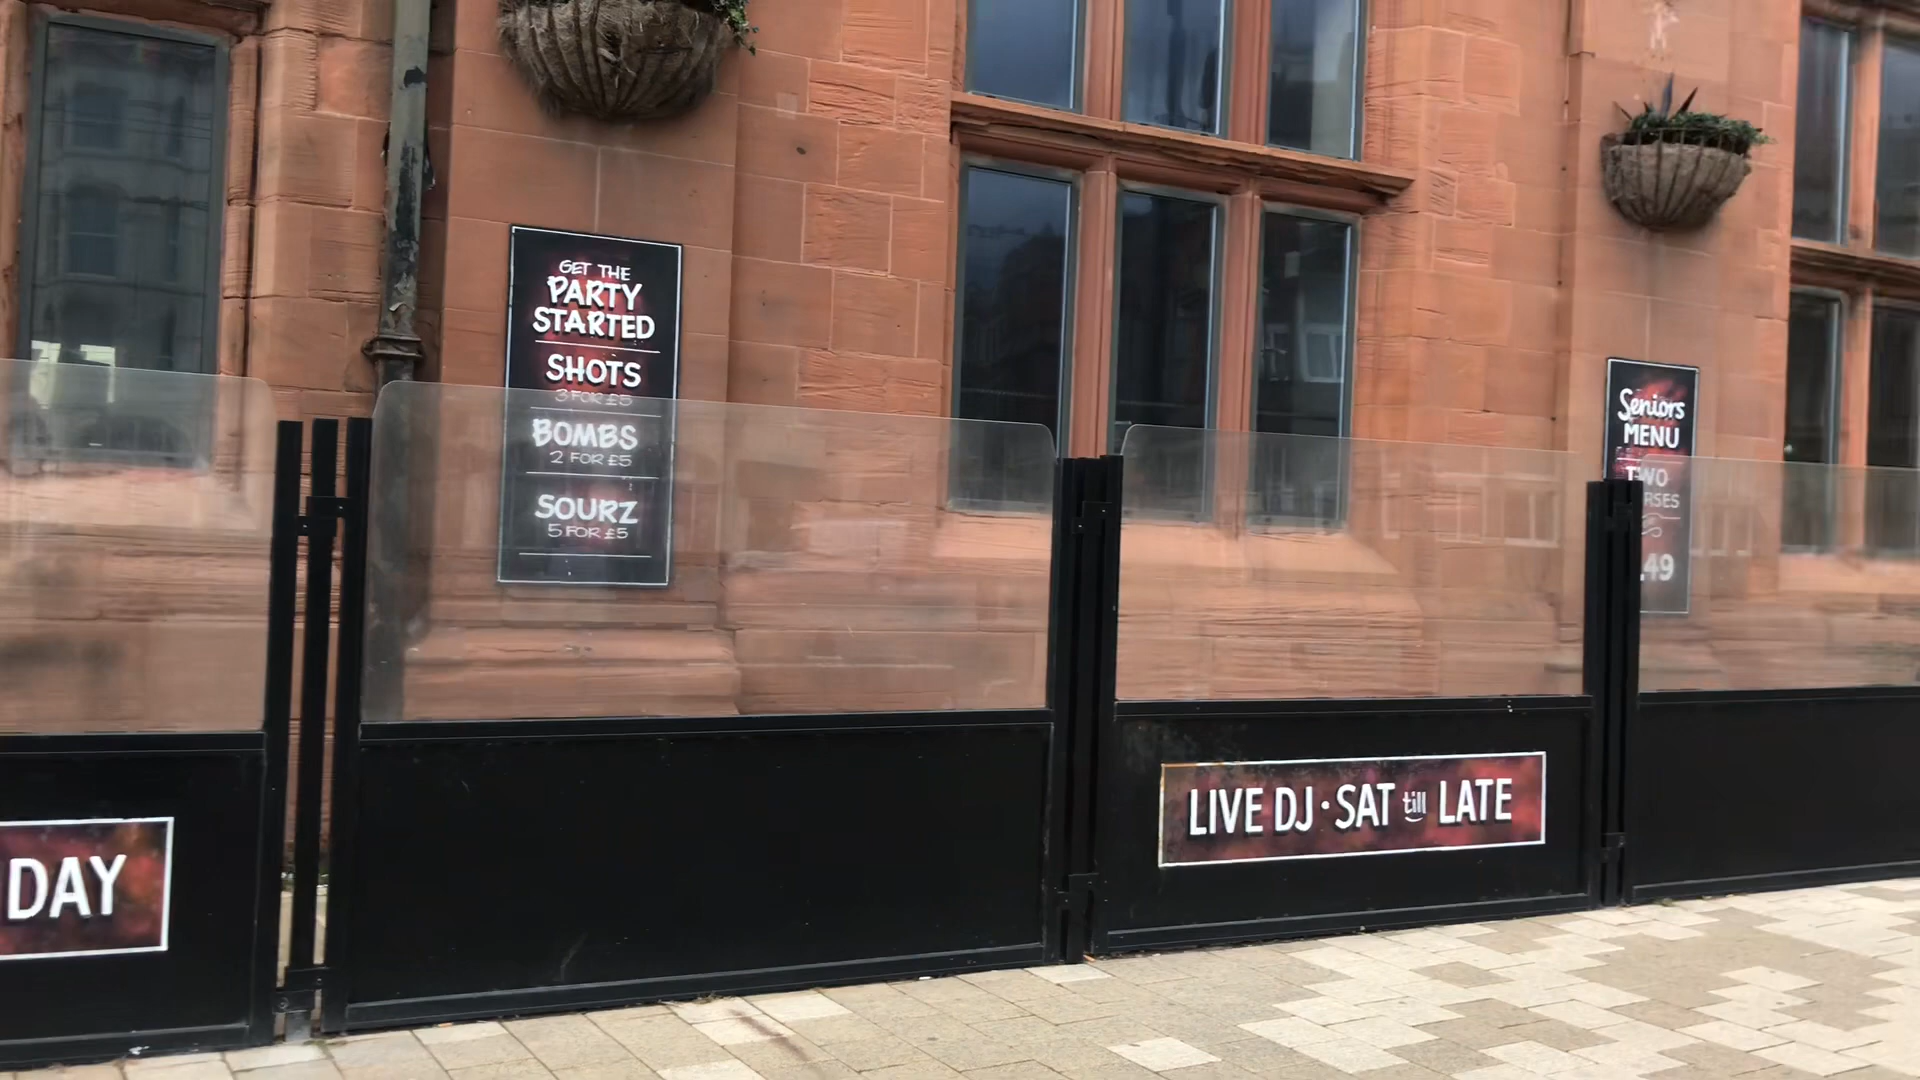 GET THE
PARTY
STARTED
SHOTS
3 FOR £5
BOMBS
2 FOR £5
SOURZ
5 FOR £5
Seniors
MENU
TWO
DAY
LIVE DJ · SAT till LATE